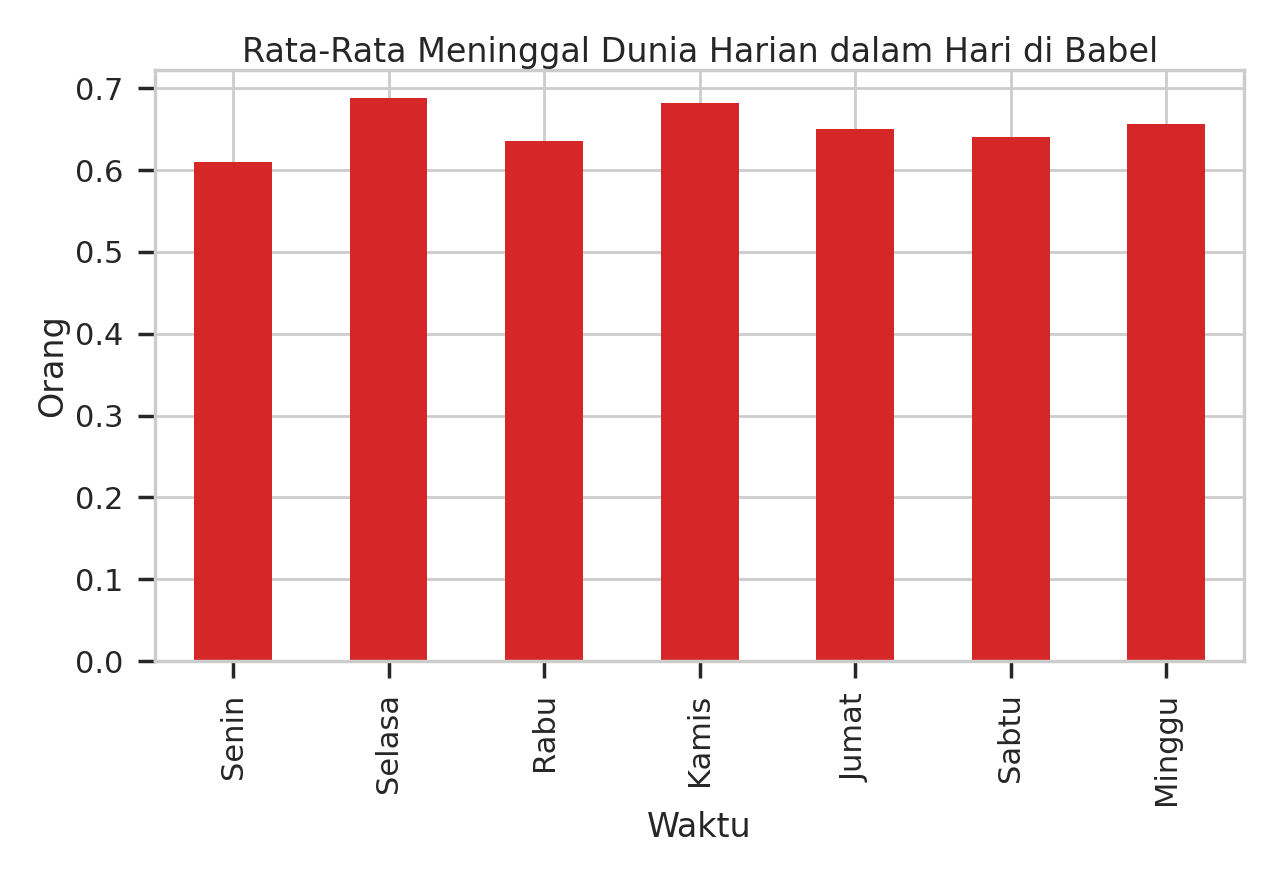 Rata-Rata Meninggal Dunia Harian dalam Hari di Babel
Orang
0.7
0.6
0.5
0.4
0.3
0.2
0.1
0.0
Senin
Selasa
Rabu
Kamis
Jumat
Sabtu
Minggu
Waktu